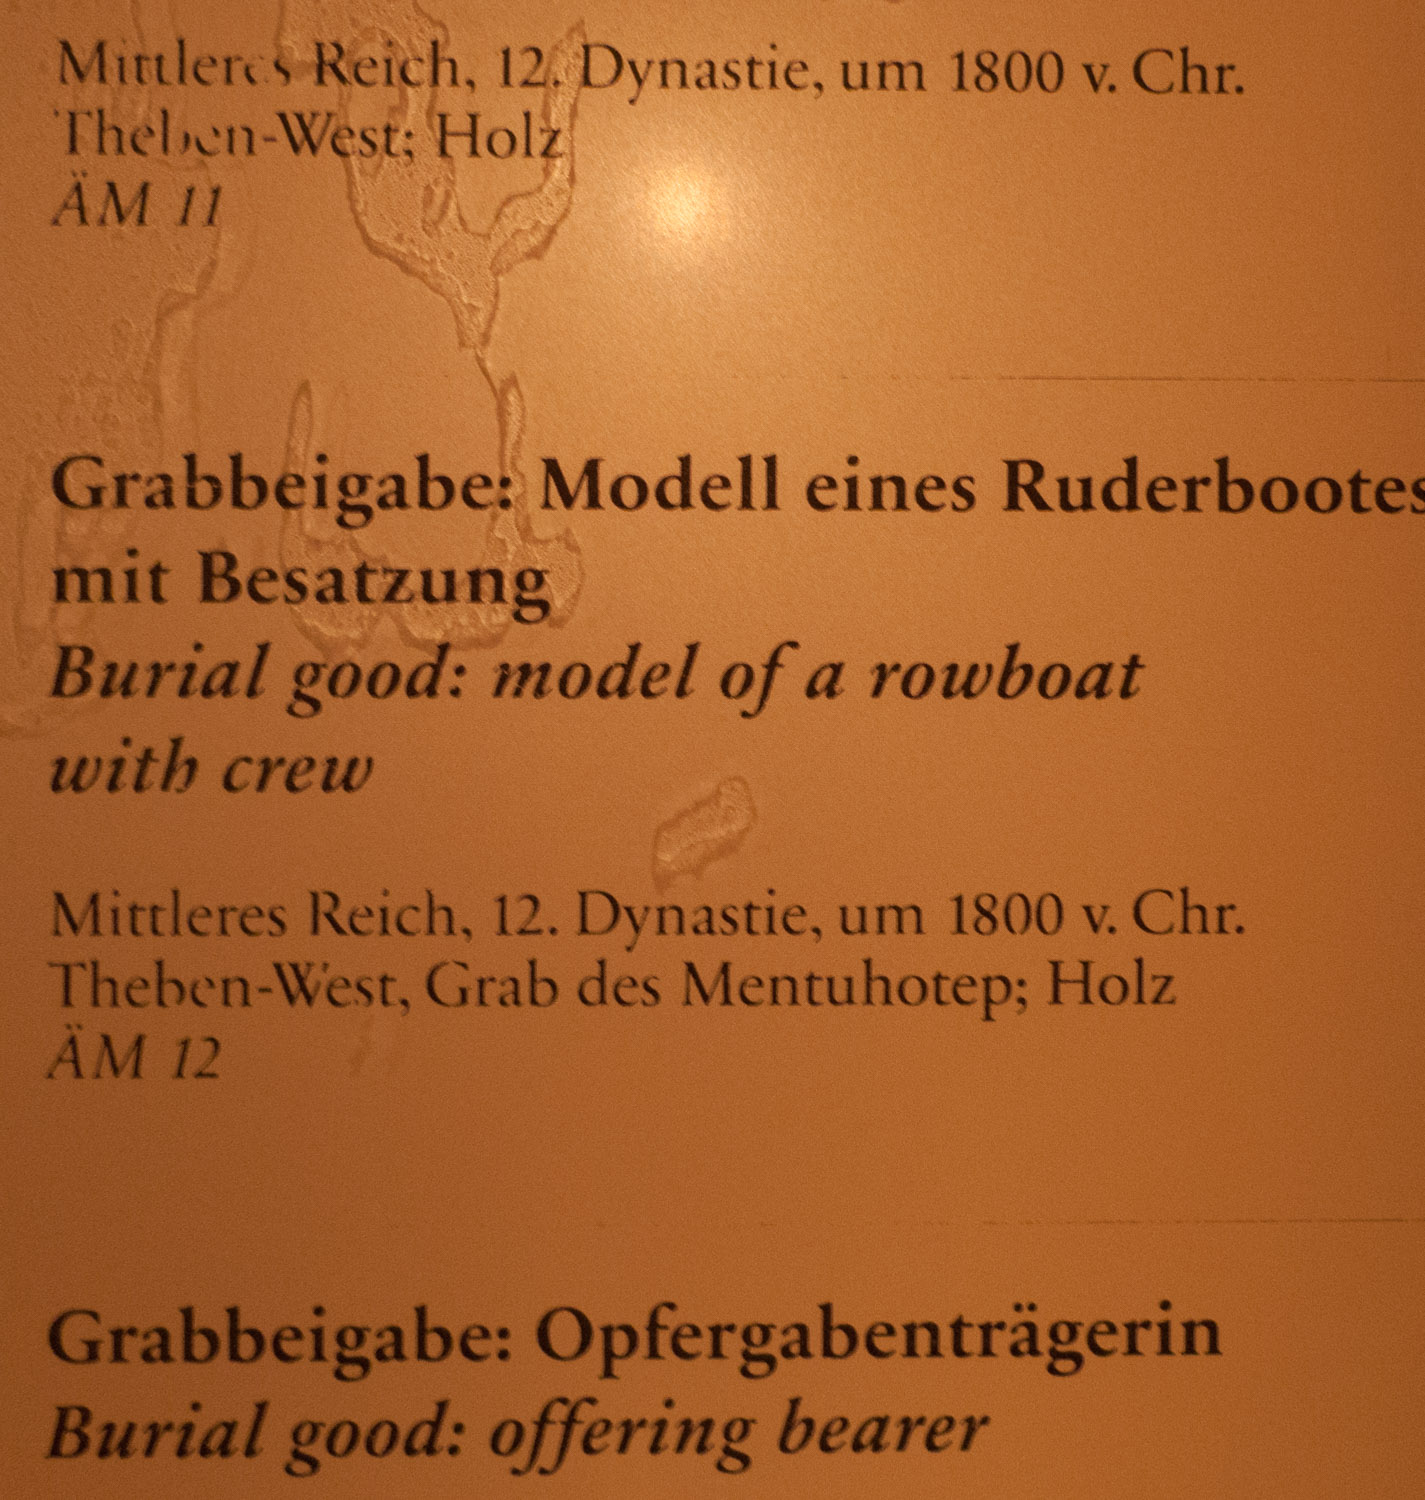 Mittleres Reich, 12. Dynastie, um 1800 v. Chr.
Theben-West; Holz
ÄM 11
Grabbeigabe: Modell eines Ruderbootes
mit Besatzung
Burial good: model of a rowboat
with crew
Mittleres Reich, 12. Dynastie, um 1800 v. Chr.
Theben-West, Grab des Mentuhotep; Holz
ÄM 12
Grabbeigabe: Opfergabenträgerin
Burial good: offering bearer